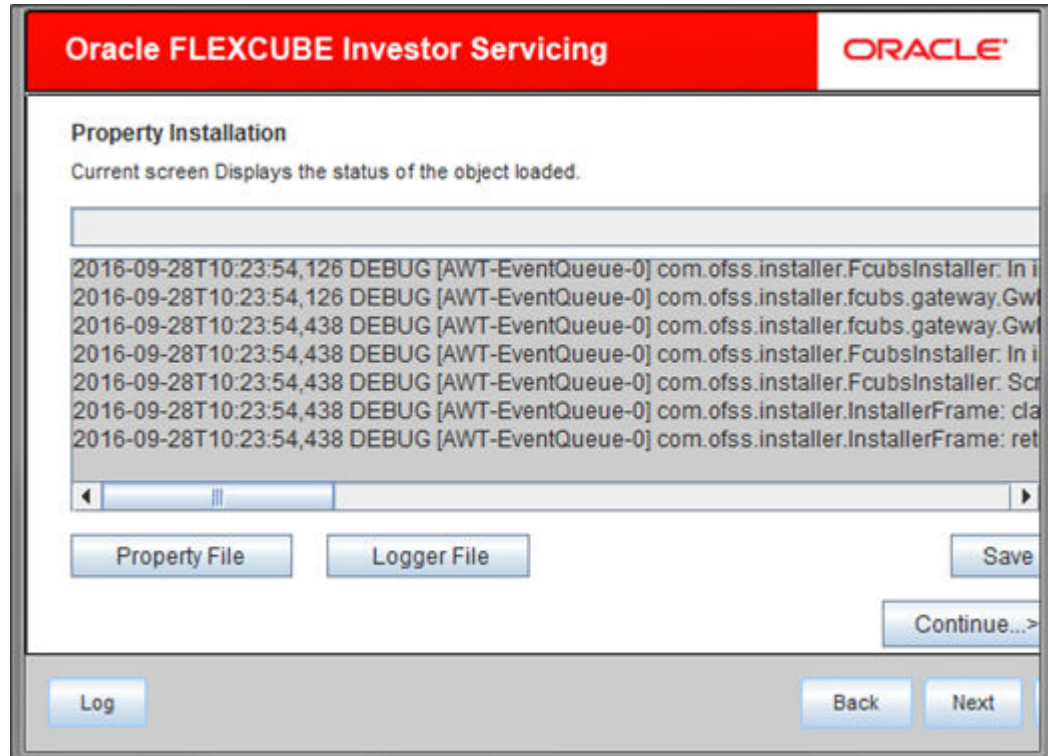 Oracle FLEXCUBE Investor Servicing
ORACLE
Property Installation
Current screen Displays the status of the object loaded.
2016-09-28T10:23:54,126 DEBUG [AWT-EventQueue-0] com.ofss.installer.FcubsInstaller: In
2016-09-28T10:23:54,126 DEBUG [AWT-EventQueue-0] com.ofss.installer.fcubs.gateway.
2016-09-28T10:23:54,438 DEBUG [AWT-EventQueue-0] com.ofss.installer.fcubs.gateway.
2016-09-28T10:23:54,438 DEBUG [AWT-EventQueue-0] com.ofss.installer.FcubsInstaller: In
2016-09-28T10:23:54,438 DEBUG [AWT-EventQueue-0] com.ofss.installer.FcubsInstaller: Scr
2016-09-28T10:23:54,438 DEBUG [AWT-EventQueue-0] com.ofss.installer.InstallerFrame: cla
2016-09-28T10:23:54,438 DEBUG [AWT-EventQueue-0] com.ofss.installer.InstallerFrame: ret
Property File Logger File Save
Continue...>
Log Back Next